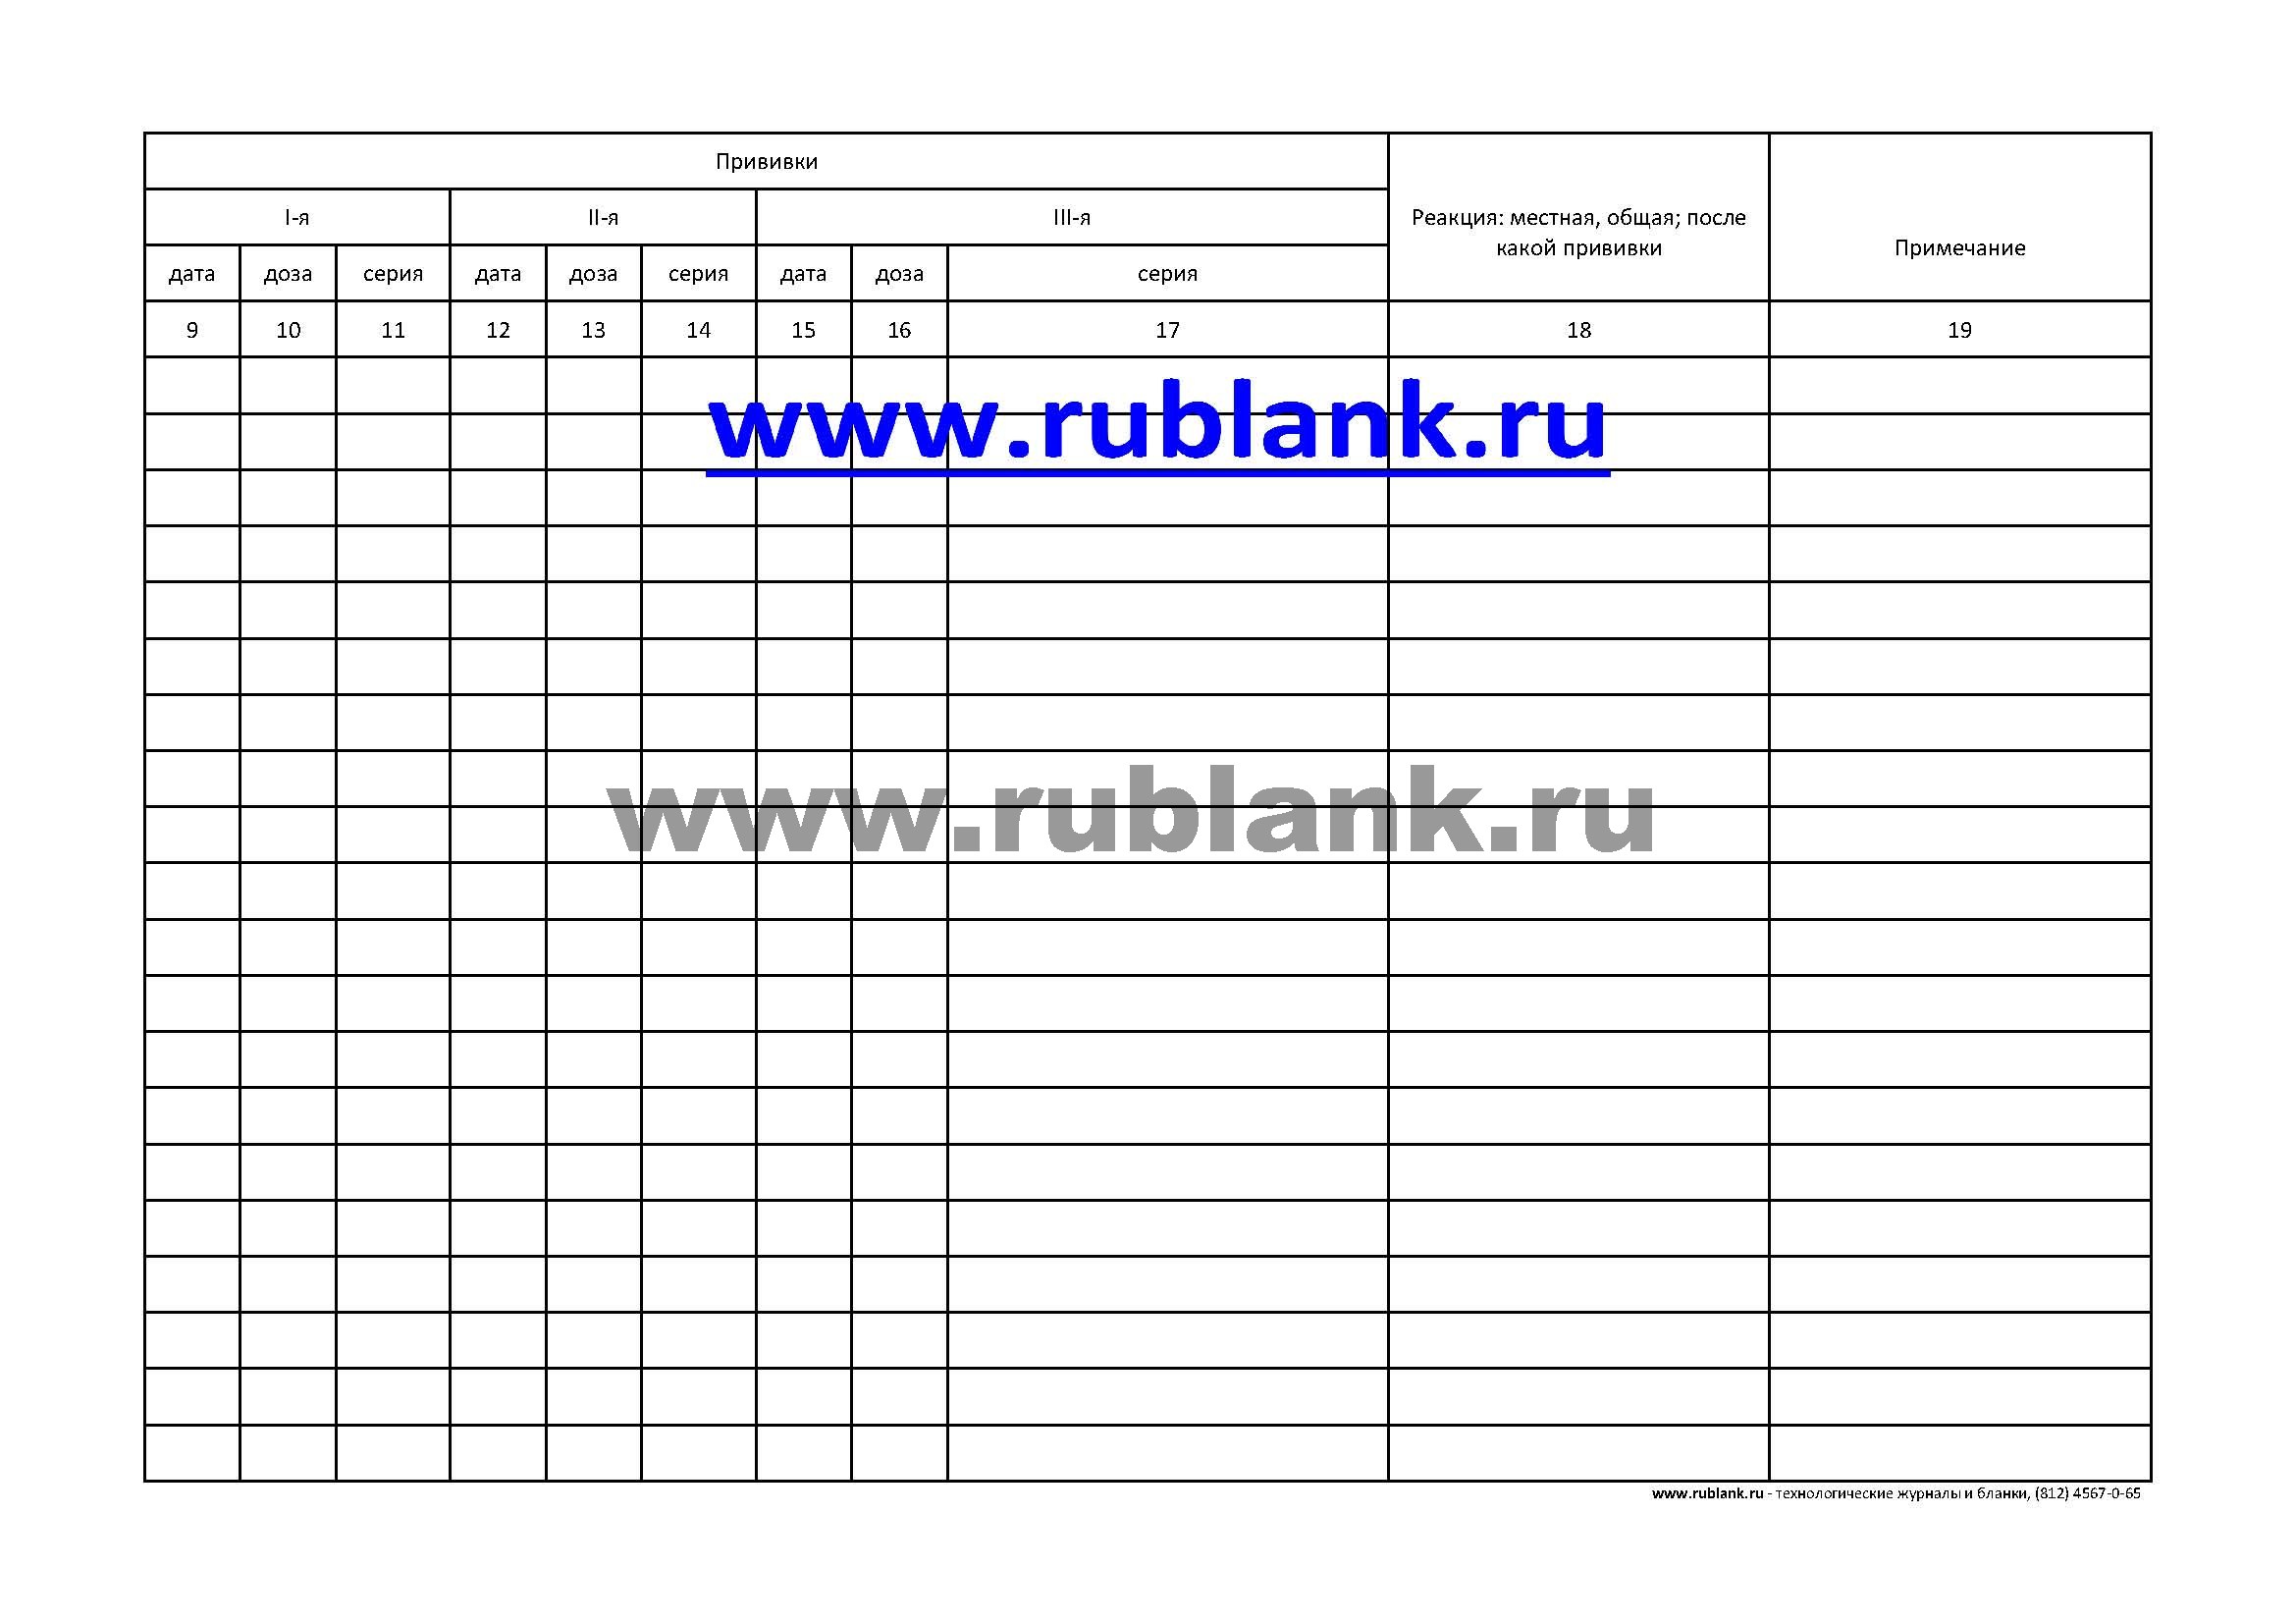 Прививки
I-я II-я III-я
Реакция: местная, общая; после
какой прививки
Примечание
дата доза серия дата доза серия дата доза серия
9 10 11 12 13 14 15 16 17 18 19
www.rublank.ru
www.rublank.ru
www.rublank.ru - технологические журналы и бланки, (812) 4567-0-65